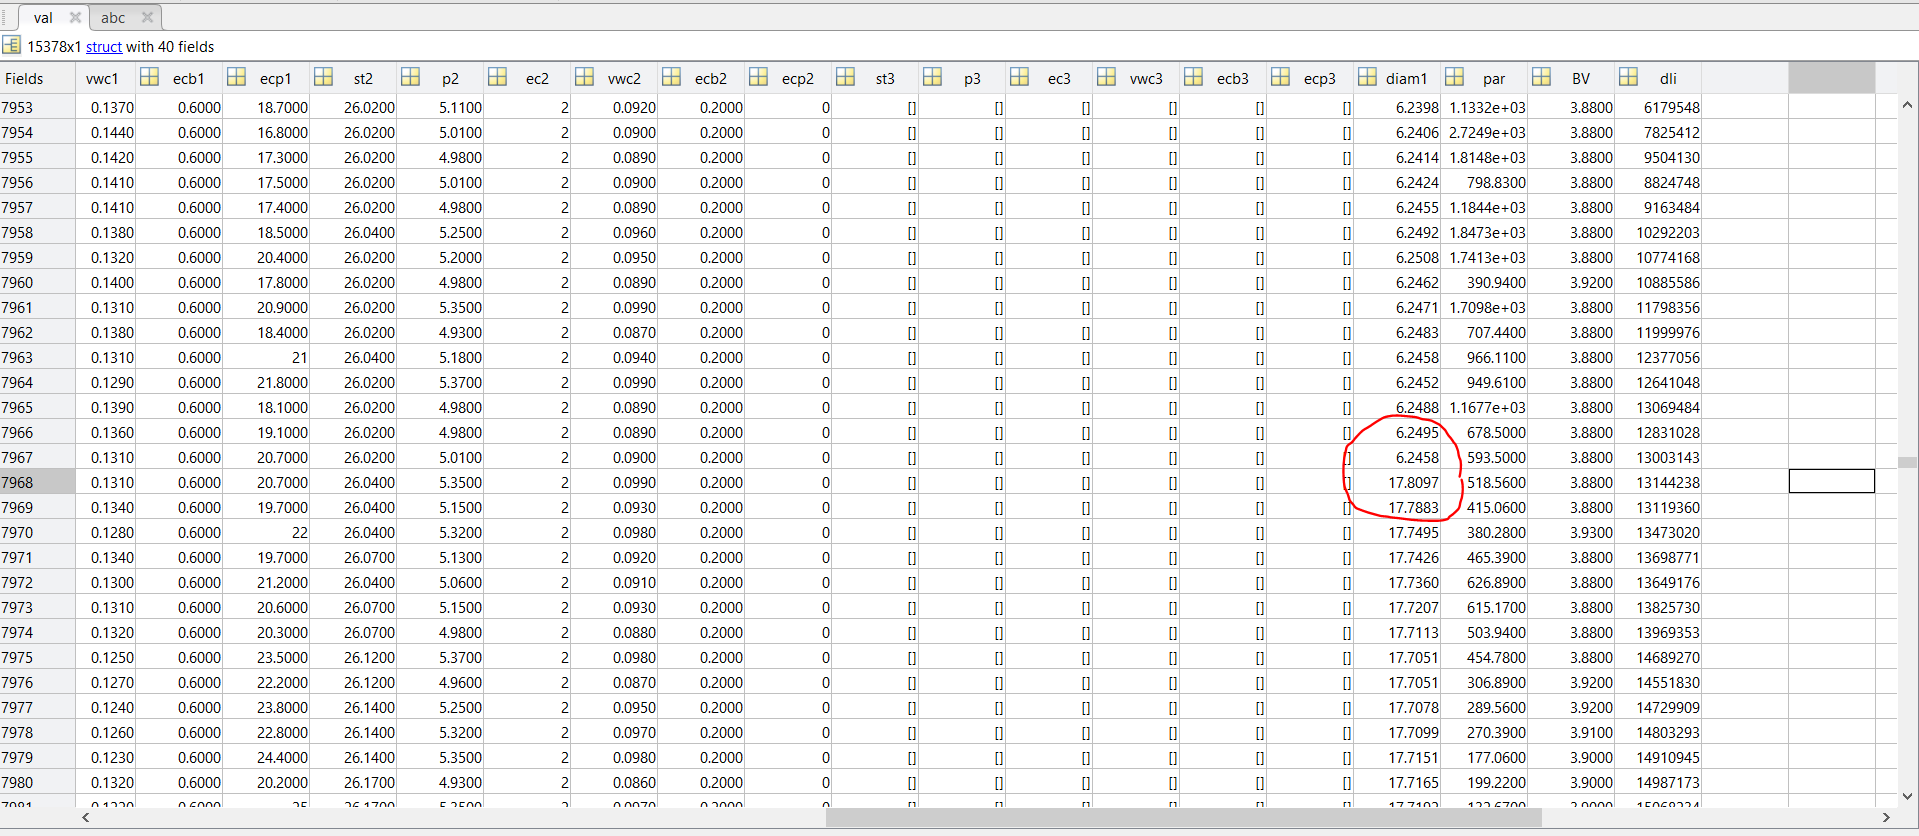 val abc
15378x1 struct with 40 fields
Fields vwc1 ecb1 ecp1 st2 p2 ec2 vwc2 ecb2 ecp2 st3 p3 ec3 vwc3 ecb3 ecp3 diam1 par BV dli
7953 0.1370 0.6000 18.7000 26.0200 5.1100 2 0.0920 0.2000 0 [] [] [] [] [] [] 6.2398 1.1332e+03 3.8800 6179548
7954 0.1440 0.6000 16.8000 26.0200 5.0100 2 0.0900 0.2000 0 [] [] [] [] [] [] 6.2406 2.7249e+03 3.8800 7825412
7955 0.1420 0.6000 17.3000 26.0200 4.9800 2 0.0890 0.2000 0 [] [] [] [] [] [] 6.2414 1.8148e+03 3.8800 9504130
7956 0.1410 0.6000 17.5000 26.0200 5.0100 2 0.0900 0.2000 0 [] [] [] [] [] [] 6.2424 798.8300 3.8800 8824748
7957 0.1410 0.6000 17.4000 26.0200 4.9800 2 0.0890 0.2000 0 [] [] [] [] [] [] 6.2455 1.1844e+03 3.8800 9163484
7958 0.1380 0.6000 18.5000 26.0400 5.2500 2 0.0960 0.2000 0 [] [] [] [] [] [] 6.2492 1.8473e+03 3.8800 10292203
7959 0.1320 0.6000 20.4000 26.0200 5.2000 2 0.0950 0.2000 0 [] [] [] [] [] [] 6.2508 1.7413e+03 3.8800 10774168
7960 0.1400 0.6000 17.8000 26.0200 4.9800 2 0.0890 0.2000 0 [] [] [] [] [] [] 6.2462 390.9400 3.9200 10885586
7961 0.1310 0.6000 20.9000 26.0200 5.3500 2 0.0990 0.2000 0 [] [] [] [] [] [] 6.2471 1.7098e+03 3.8800 11798356
7962 0.1380 0.6000 18.4000 26.0200 4.9300 2 0.0870 0.2000 0 [] [] [] [] [] [] 6.2483 707.4400 3.8800 11999976
7963 0.1310 0.6000 21 26.0400 5.1800 2 0.0940 0.2000 0 [] [] [] [] [] [] 6.2458 966.1100 3.8800 12377056
7964 0.1290 0.6000 21.8000 26.0200 5.3700 2 0.0990 0.2000 0 [] [] [] [] [] [] 6.2452 949.6100 3.8800 12641048
7965 0.1390 0.6000 18.1000 26.0200 4.9800 2 0.0890 0.2000 0 [] [] [] [] [] [] 6.2488 1.1677e+03 3.8800 13069484
7966 0.1360 0.6000 19.1000 26.0200 4.9800 2 0.0890 0.2000 0 [] [] [] [] [] [] 6.2495 678.5000 3.8800 12831028
7967 0.1310 0.6000 20.7000 26.0200 5.0100 2 0.0900 0.2000 0 [] [] [] [] [] [] 6.2458 593.5000 3.8800 13003143
7968 0.1310 0.6000 20.7000 26.0400 5.3500 2 0.0990 0.2000 0 [] [] [] [] [] [] 17.8097 518.5600 3.8800 13144238
7969 0.1340 0.6000 19.7000 26.0400 5.1500 2 0.0930 0.2000 0 [] [] [] [] [] [] 17.7883 415.0600 3.8800 13119360
7970 0.1280 0.6000 22 26.0400 5.3200 2 0.0980 0.2000 0 [] [] [] [] [] [] 17.7495 380.2800 3.9300 13473020
7971 0.1340 0.6000 19.7000 26.0700 5.1300 2 0.0920 0.2000 0 [] [] [] [] [] [] 17.7426 465.3900 3.8800 13698771
7972 0.1300 0.6000 21.2000 26.0400 5.0600 2 0.0910 0.2000 0 [] [] [] [] [] [] 17.7360 626.8900 3.8800 13649176
7973 0.1310 0.6000 20.6000 26.0700 5.1500 2 0.0930 0.2000 0 [] [] [] [] [] [] 17.7207 615.1700 3.8800 13825730
7974 0.1320 0.6000 20.3000 26.0700 4.9800 2 0.0880 0.2000 0 [] [] [] [] [] [] 17.7113 503.9400 3.8800 13969353
7975 0.1250 0.6000 23.5000 26.1200 5.3700 2 0.0980 0.2000 0 [] [] [] [] [] [] 17.7051 454.7800 3.8800 14689270
7976 0.1270 0.6000 22.2000 26.1200 4.9600 2 0.0870 0.2000 0 [] [] [] [] [] [] 17.7051 306.8900 3.9200 14551830
7977 0.1240 0.6000 23.8000 26.1400 5.2500 2 0.0950 0.2000 0 [] [] [] [] [] [] 17.7078 289.5600 3.9200 14729909
7978 0.1260 0.6000 22.8000 26.1400 5.3200 2 0.0970 0.2000 0 [] [] [] [] [] [] 17.7099 270.3900 3.9100 14803293
7979 0.1230 0.6000 24.4000 26.1400 5.3500 2 0.0980 0.2000 0 [] [] [] [] [] [] 17.7151 177.0600 3.9000 14910945
7980 0.1320 0.6000 20.2000 26.1700 4.9300 2 0.0860 0.2000 0 [] [] [] [] [] [] 17.7165 199.2200 3.9000 14987173